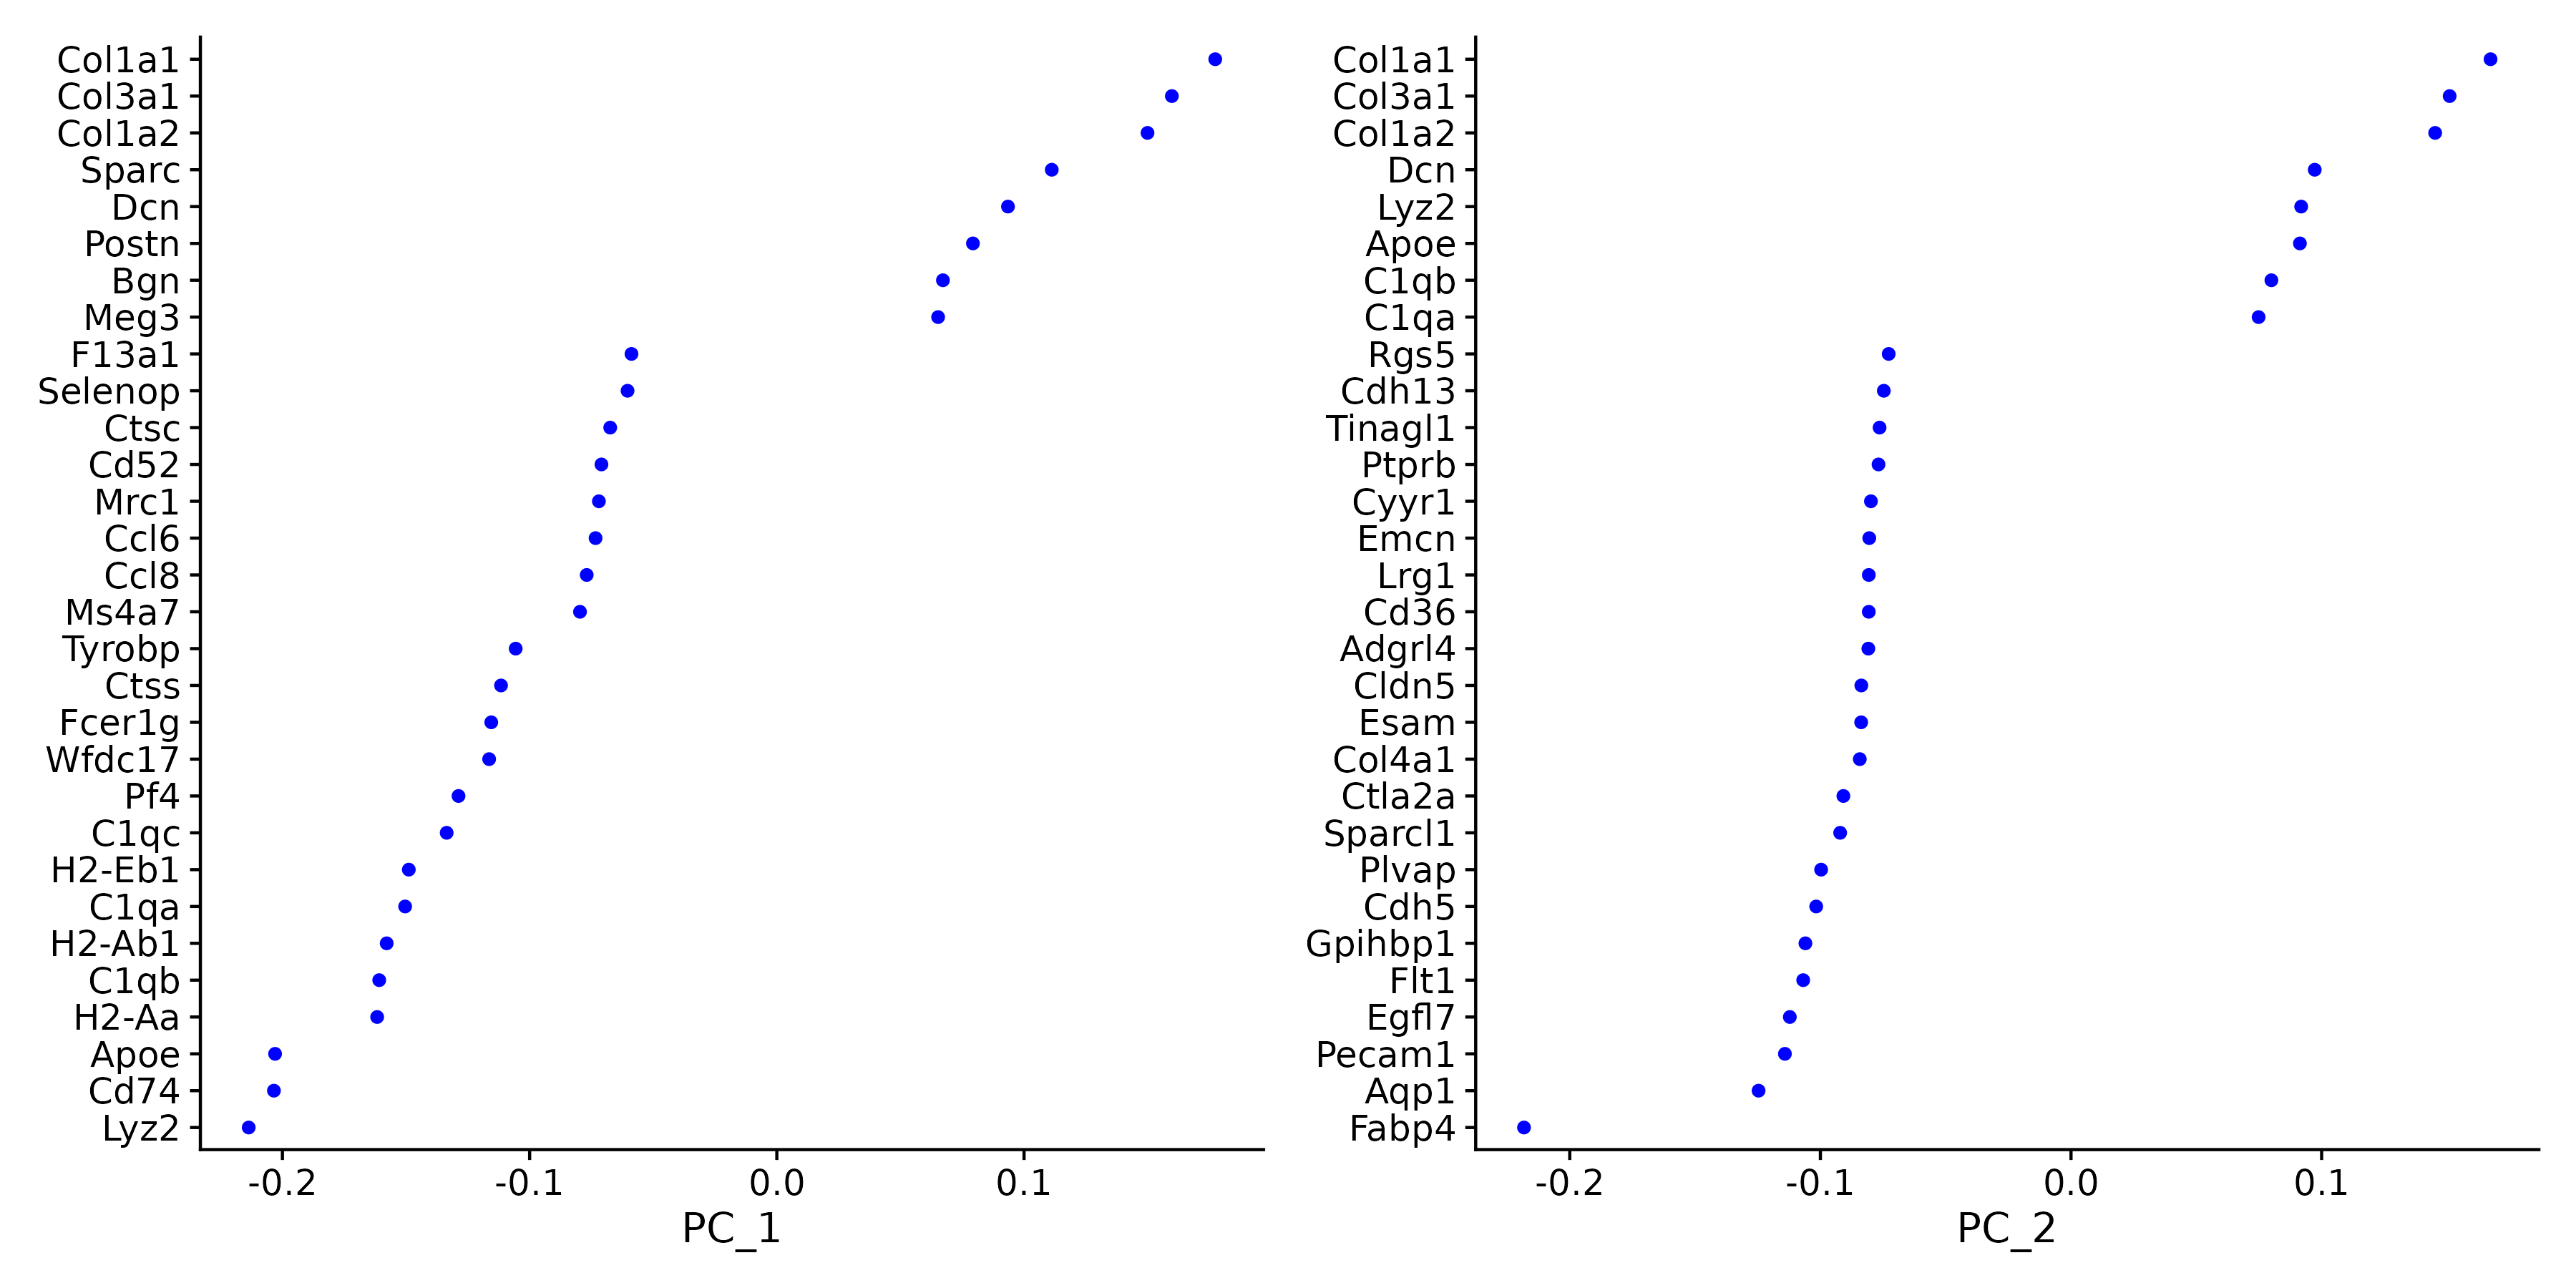 Col1a1
Col3a1
Col1a2
Sparc
Dcn
Postn
Bgn
Meg3
F13a1
Selenop
Ctsc
Cd52
Mrc1
Ccl6
Ccl8
Ms4a7
Tyrobp
Ctss
Fcer1g
Wfdc17
Pf4
C1qc
H2-Eb1
C1qa
H2-Ab1
C1qb
H2-Aa
Apoe
Cd74
Lyz2
-0.2 -0.1 0.0 0.1
PC_1
Col1a1
Col3a1
Col1a2
Dcn
Lyz2
Apoe
C1qb
C1qa
Rgs5
Cdh13
Tinagl1
Ptprb
Cyyr1
Emcn
Lrg1
Cd36
Adgrl4
Cldn5
Esam
Col4a1
Ctla2a
Sparcl1
Plvap
Cdh5
Gpihbp1
Flt1
Egfl7
Pecam1
Aqp1
Fabp4
-0.2 -0.1 0.0 0.1
PC_2